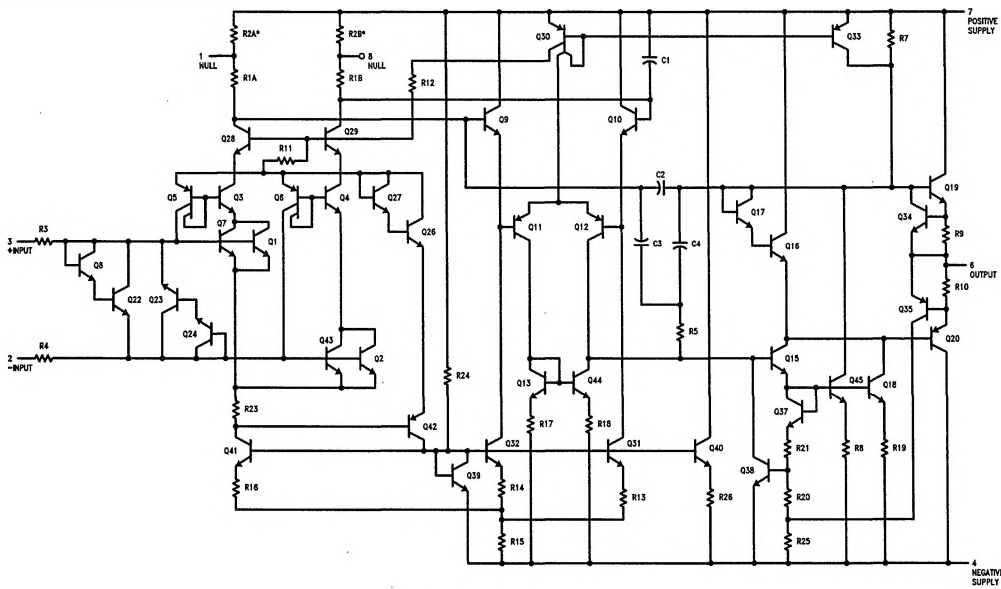 7
POSITIVE
SUPPLY
R2A*
R2B*
Q30
Q33
R7
1
NULL
8
NULL
C1
R1A
R1B
R12
Q28
Q29
Q9
Q10
R11
C2
Q5
Q3
Q6
Q4
Q27
Q17
Q19
Q34
Q7
Q1
Q26
Q11
Q12
C3
C4
Q16
R9
3
+INPUT
R3
Q8
Q22
Q23
Q24
6
OUTPUT
R10
Q35
2
-INPUT
R4
Q43
Q2
R24
R5
Q15
Q20
Q13
Q44
Q45
Q18
Q37
R23
Q42
R17
R18
R21
R8
R19
Q41
Q39
Q32
Q31
Q40
Q38
R16
R14
R13
R26
R20
R15
R25
4
NEGATIVE
SUPPLY